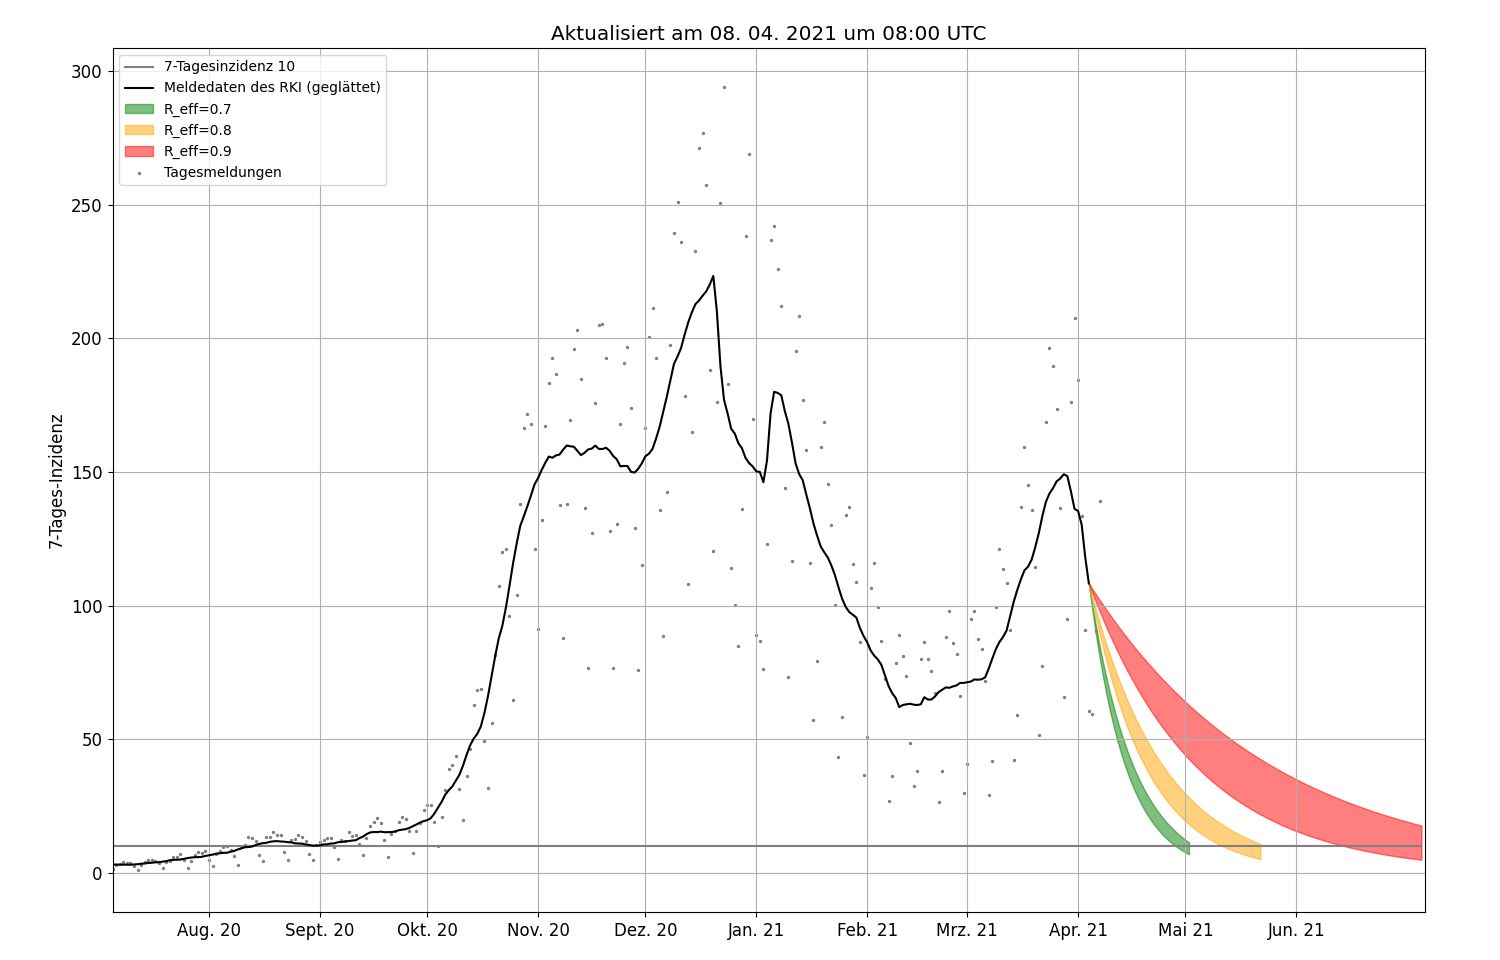 Aktualisiert am 08. 04. 2021 um 08:00 UTC
7-Tagesinzidenz 10
Meldedaten des RKI (geglättet)
R_eff=0.7
R_eff=0.8
R_eff=0.9
Tagesmeldungen
300
250
200
150
100
50
0
7-Tages-Inzidenz
Aug. 20
Sept. 20
Okt. 20
Nov. 20
Dez. 20
Jan. 21
Feb. 21
Mrz. 21
Apr. 21
Mai 21
Jun. 21